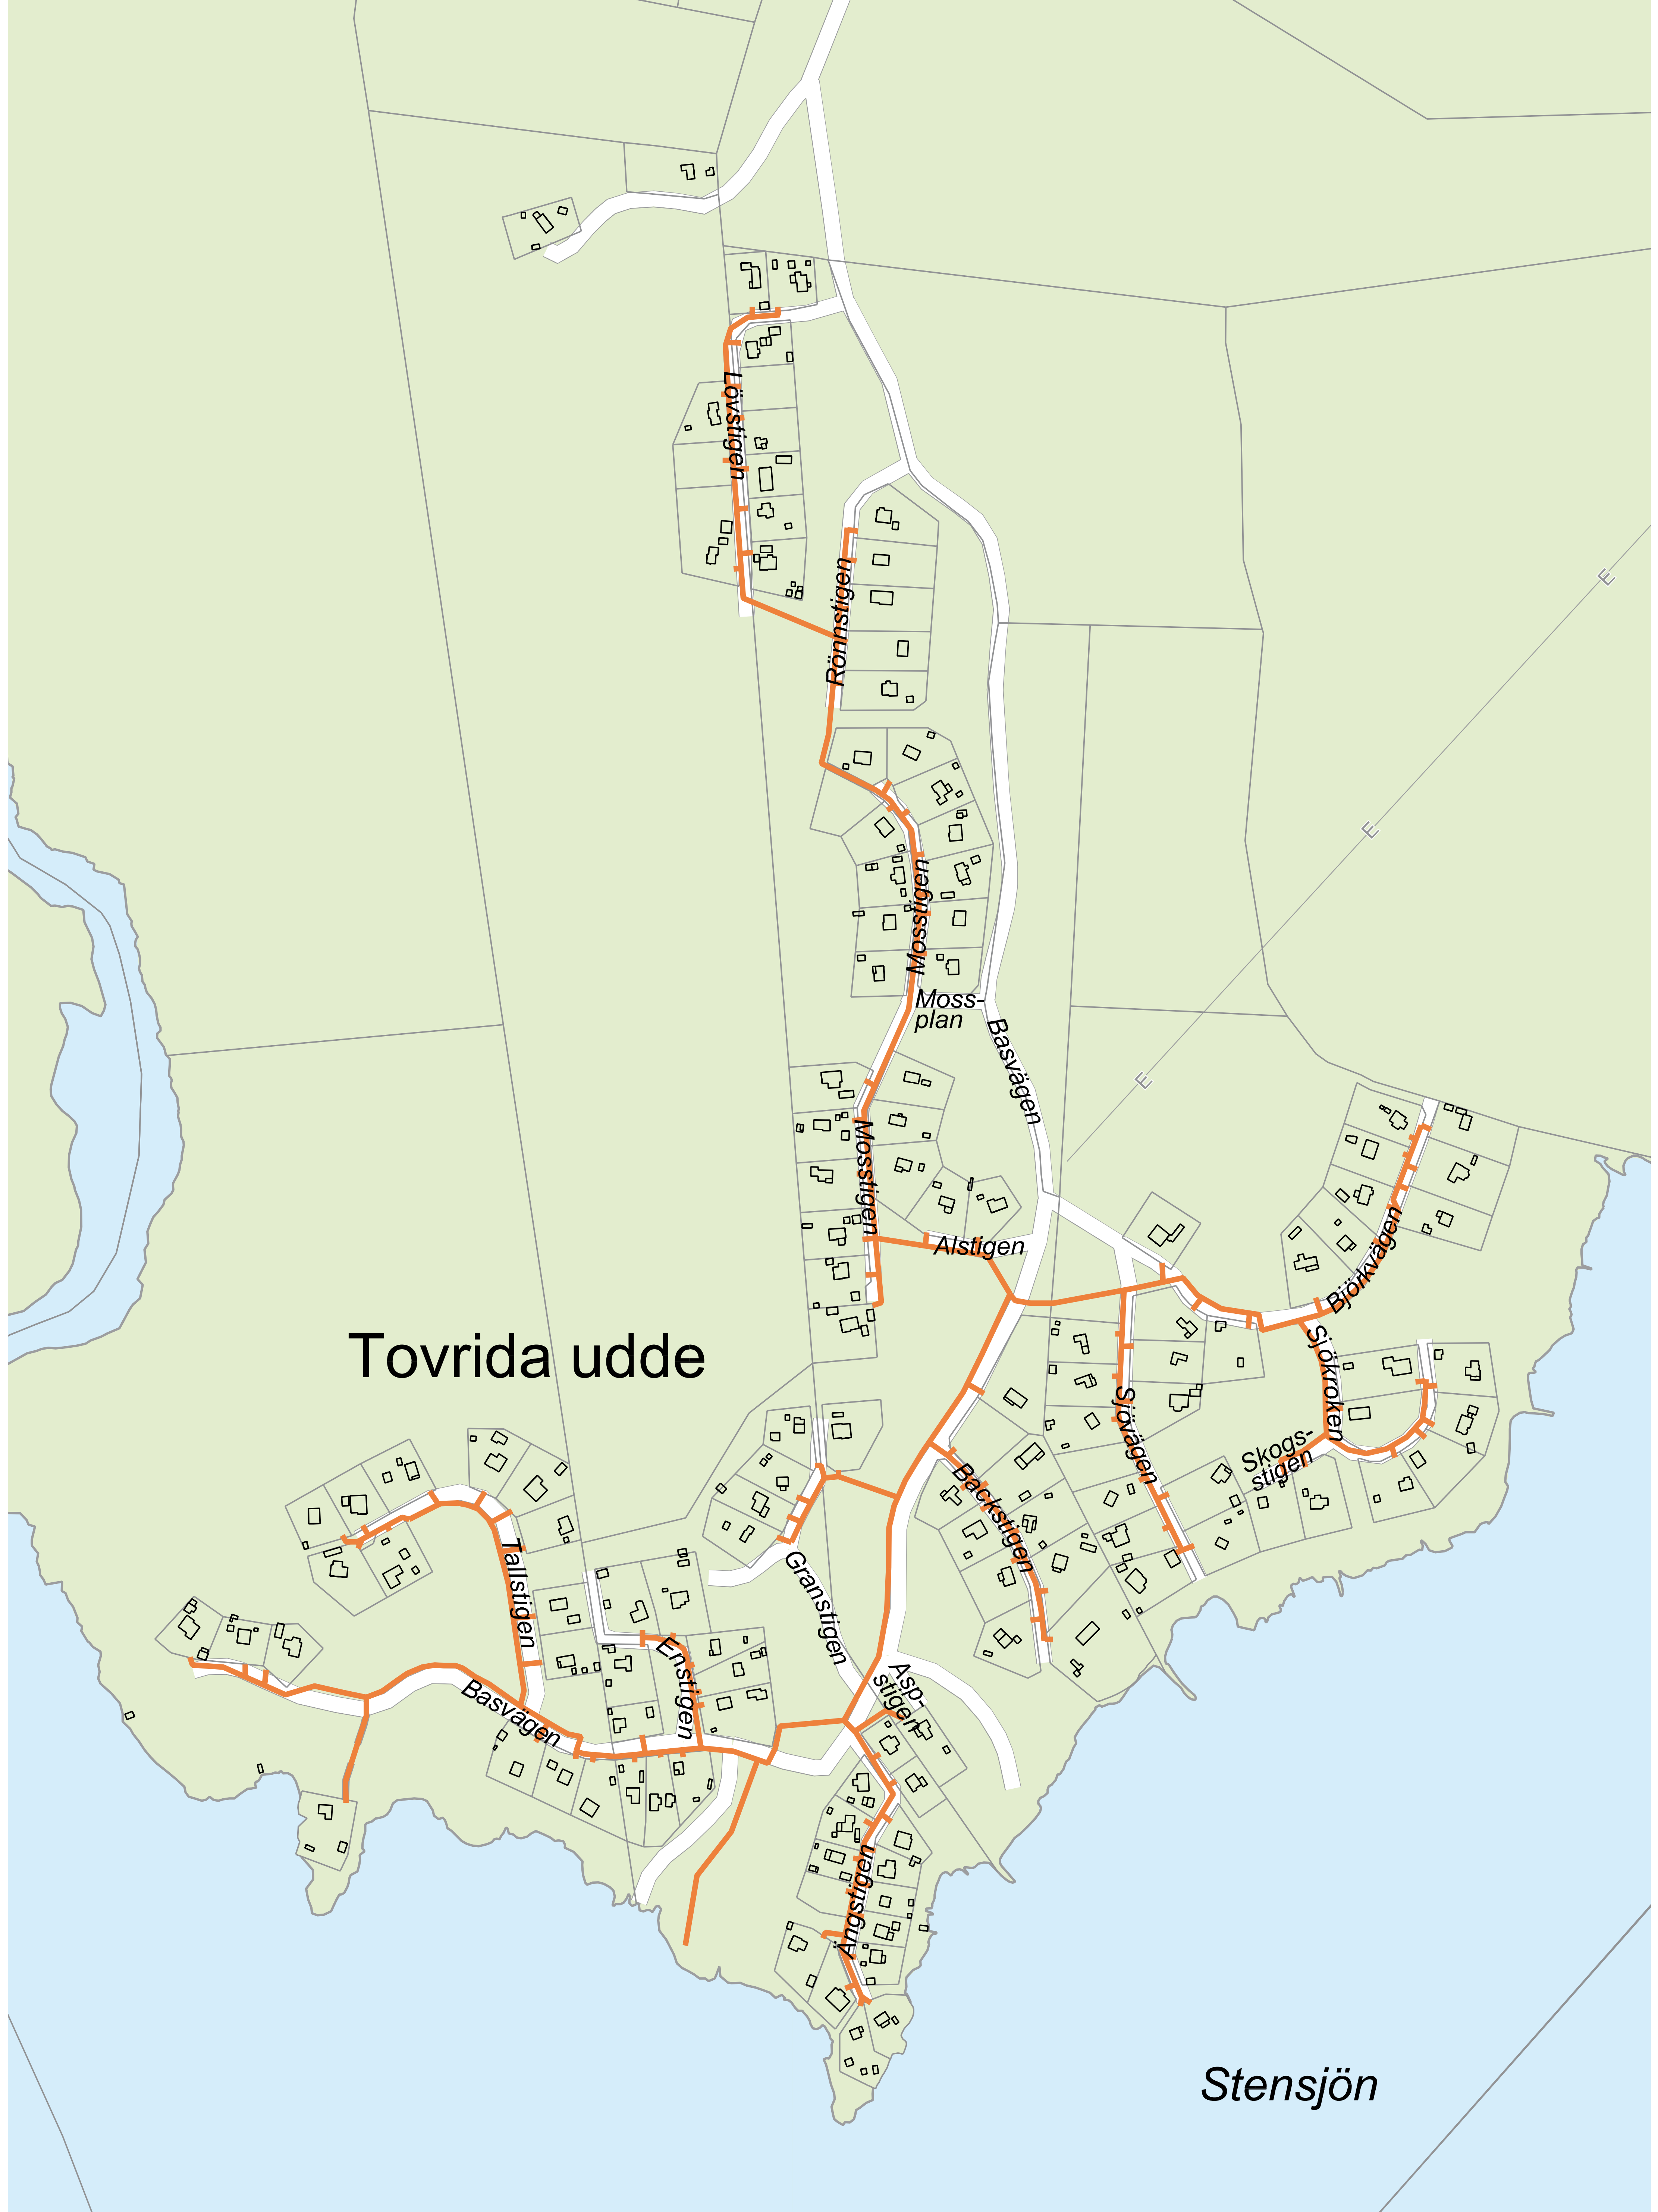 Lövstigen
E
Rönnstigen
E
Mosstigen
Moss-
plan
Basvägen
E
Mosstigen
Alstigen
Björkvägen
Tovrida udde
Sjökroken
Sjövägen
Skogs-
stigen
Backstigen
Tallstigen
Granstigen
Enstigen
Asp-
stigen
Basvägen
Ängstigen
Stensjön